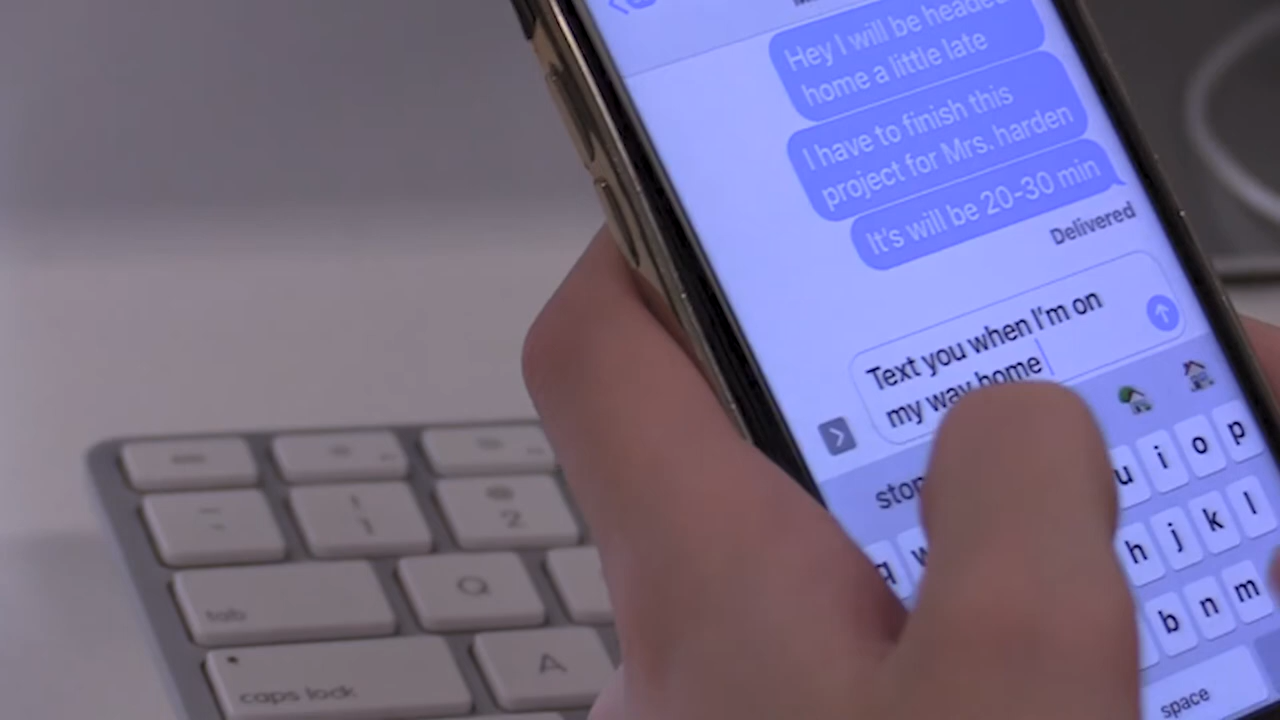 Hey I will be headed
home a little late
I have to finish this
project for Mrs. harden
It's will be 20-30 min
Delivered
Text you when I'm on
my way home
stop
u i o p
q w
h j k l
b n m
space
2
tab
Q
caps lock
A